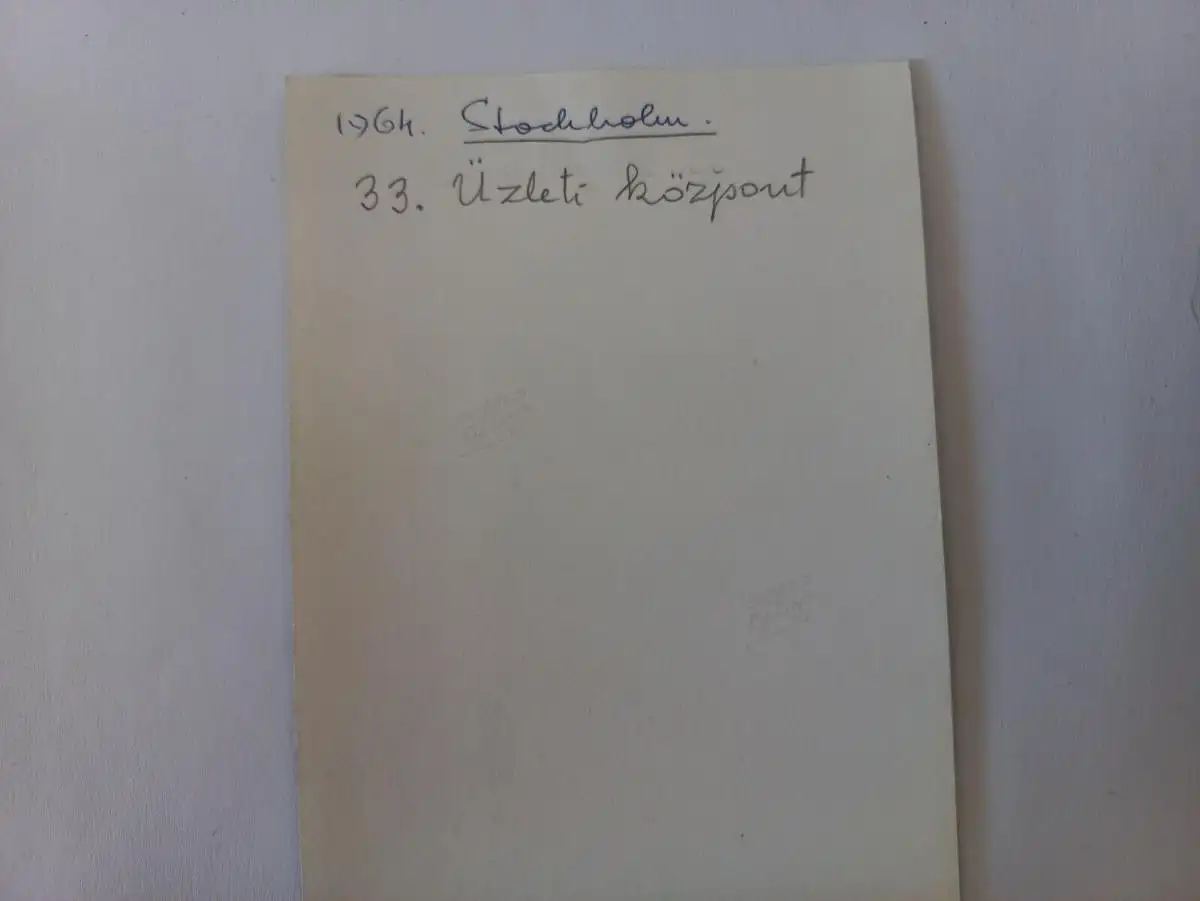 1964. Stockholm.
33. Üzleti központ